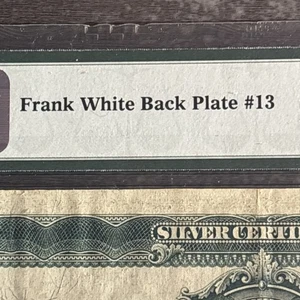 Frank White Back Plate #13
SILVER CERTI